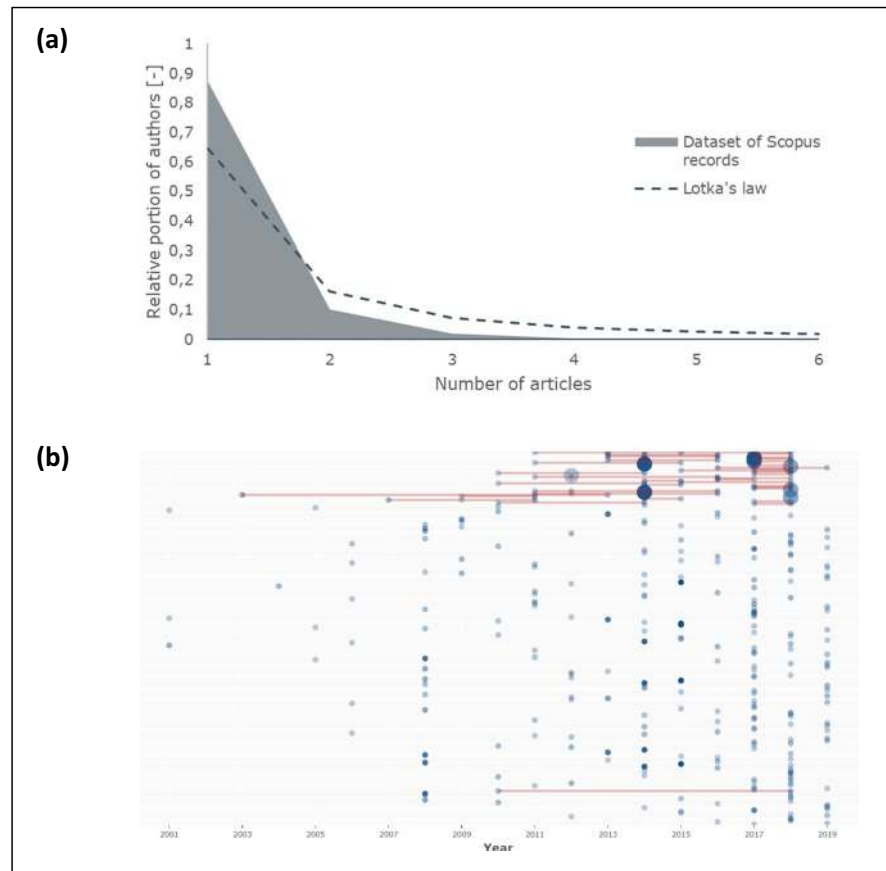 (a)
1
0,9
0,8
0,7
0,6
0,5
0,4
0,3
0,2
0,1
0
Relative portion of authors [-]
Dataset of Scopus
records
Lotka's law
1 2 3 4 5 6
Number of articles
(b)
2001 2003 2005 2007 2009 2011 2013 2015 2017 2019
Year